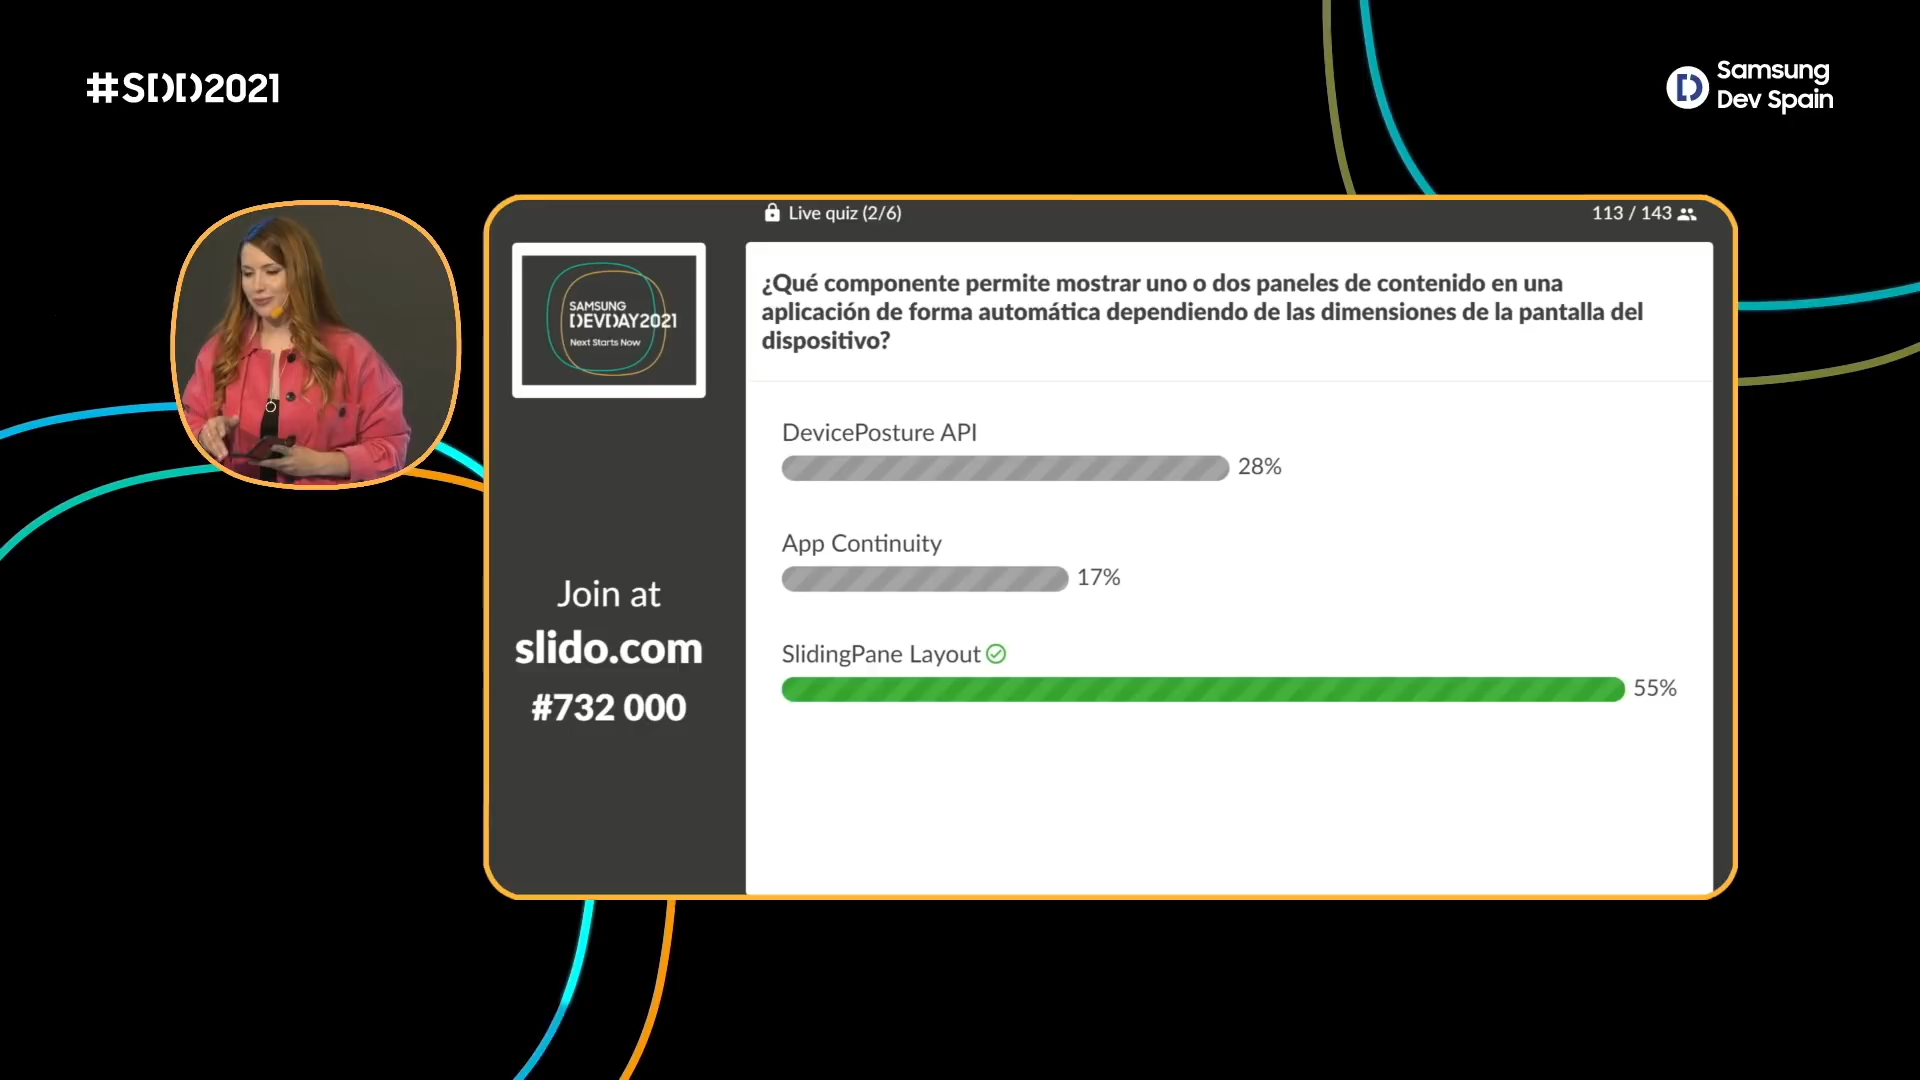 #SDD2021
Samsung
Dev Spain
Live quiz (2/6)
113 / 143
SAMSUNG
DEVDAY2021
Next Starts Now
¿Qué componente permite mostrar uno o dos paneles de contenido en una
aplicación de forma automática dependiendo de las dimensiones de la pantalla del
dispositivo?
DevicePosture API
28%
App Continuity
17%
SlidingPane Layout
55%
Join at
slido.com
#732 000